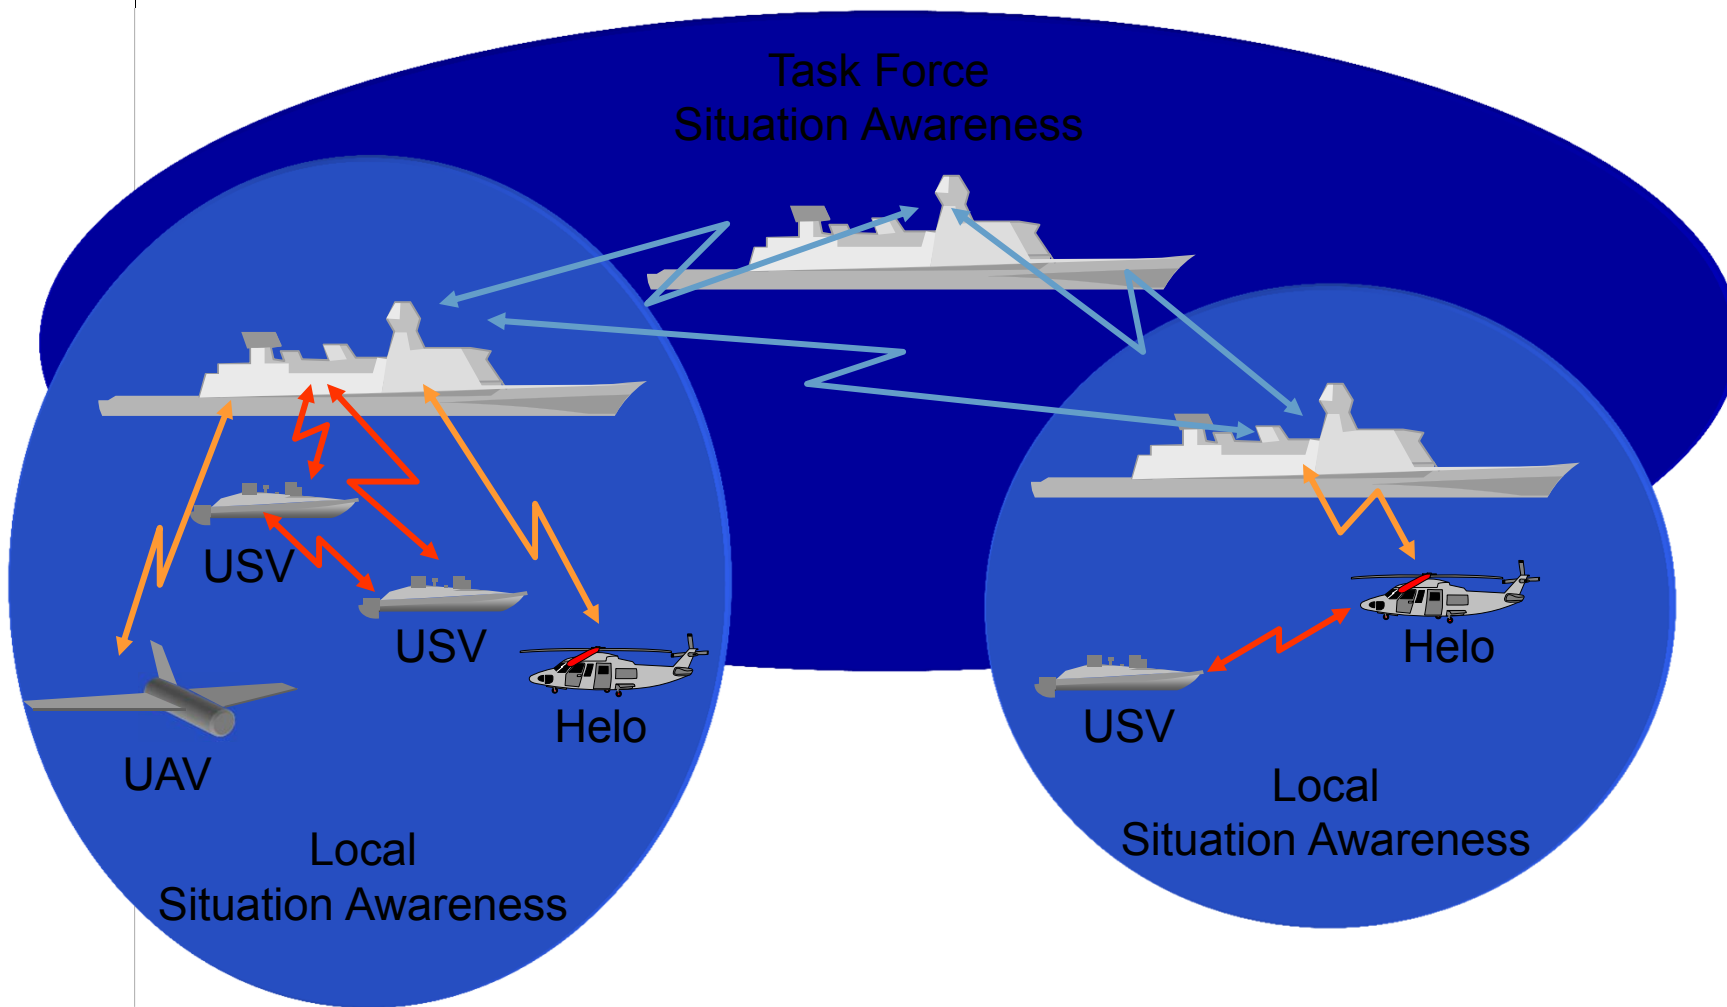 Task Force
Situation Awareness
USV
USV
UAV
Helo
Local
Situation Awareness
Helo
USV
Local
Situation Awareness